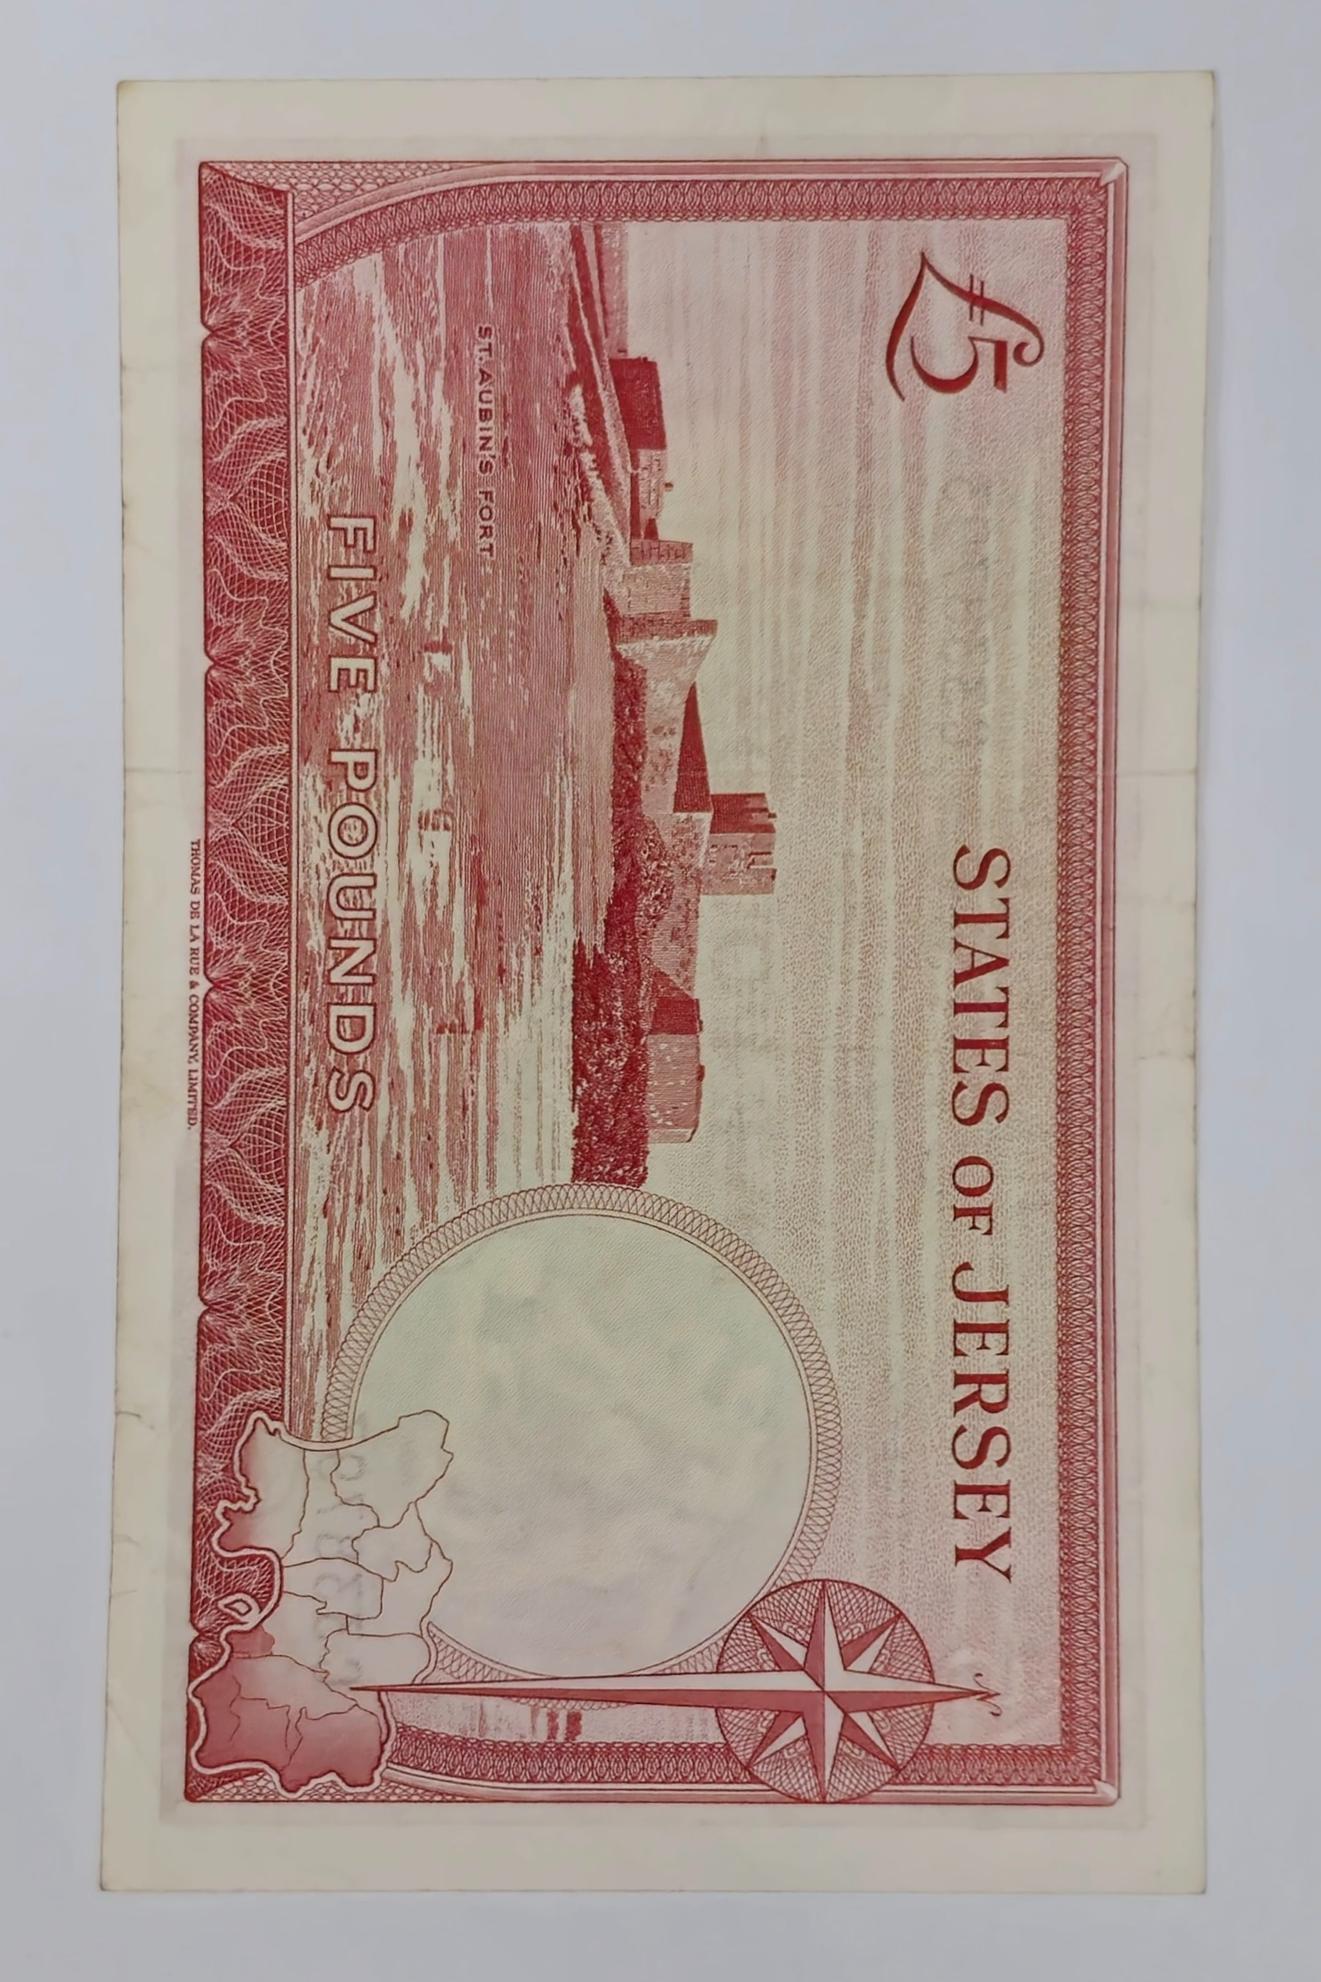 £5
STATES OF JERSEY
N
ST. AUBIN'S FORT
FIVE POUNDS
THOMAS DE LA RUE & COMPANY, LIMITED.